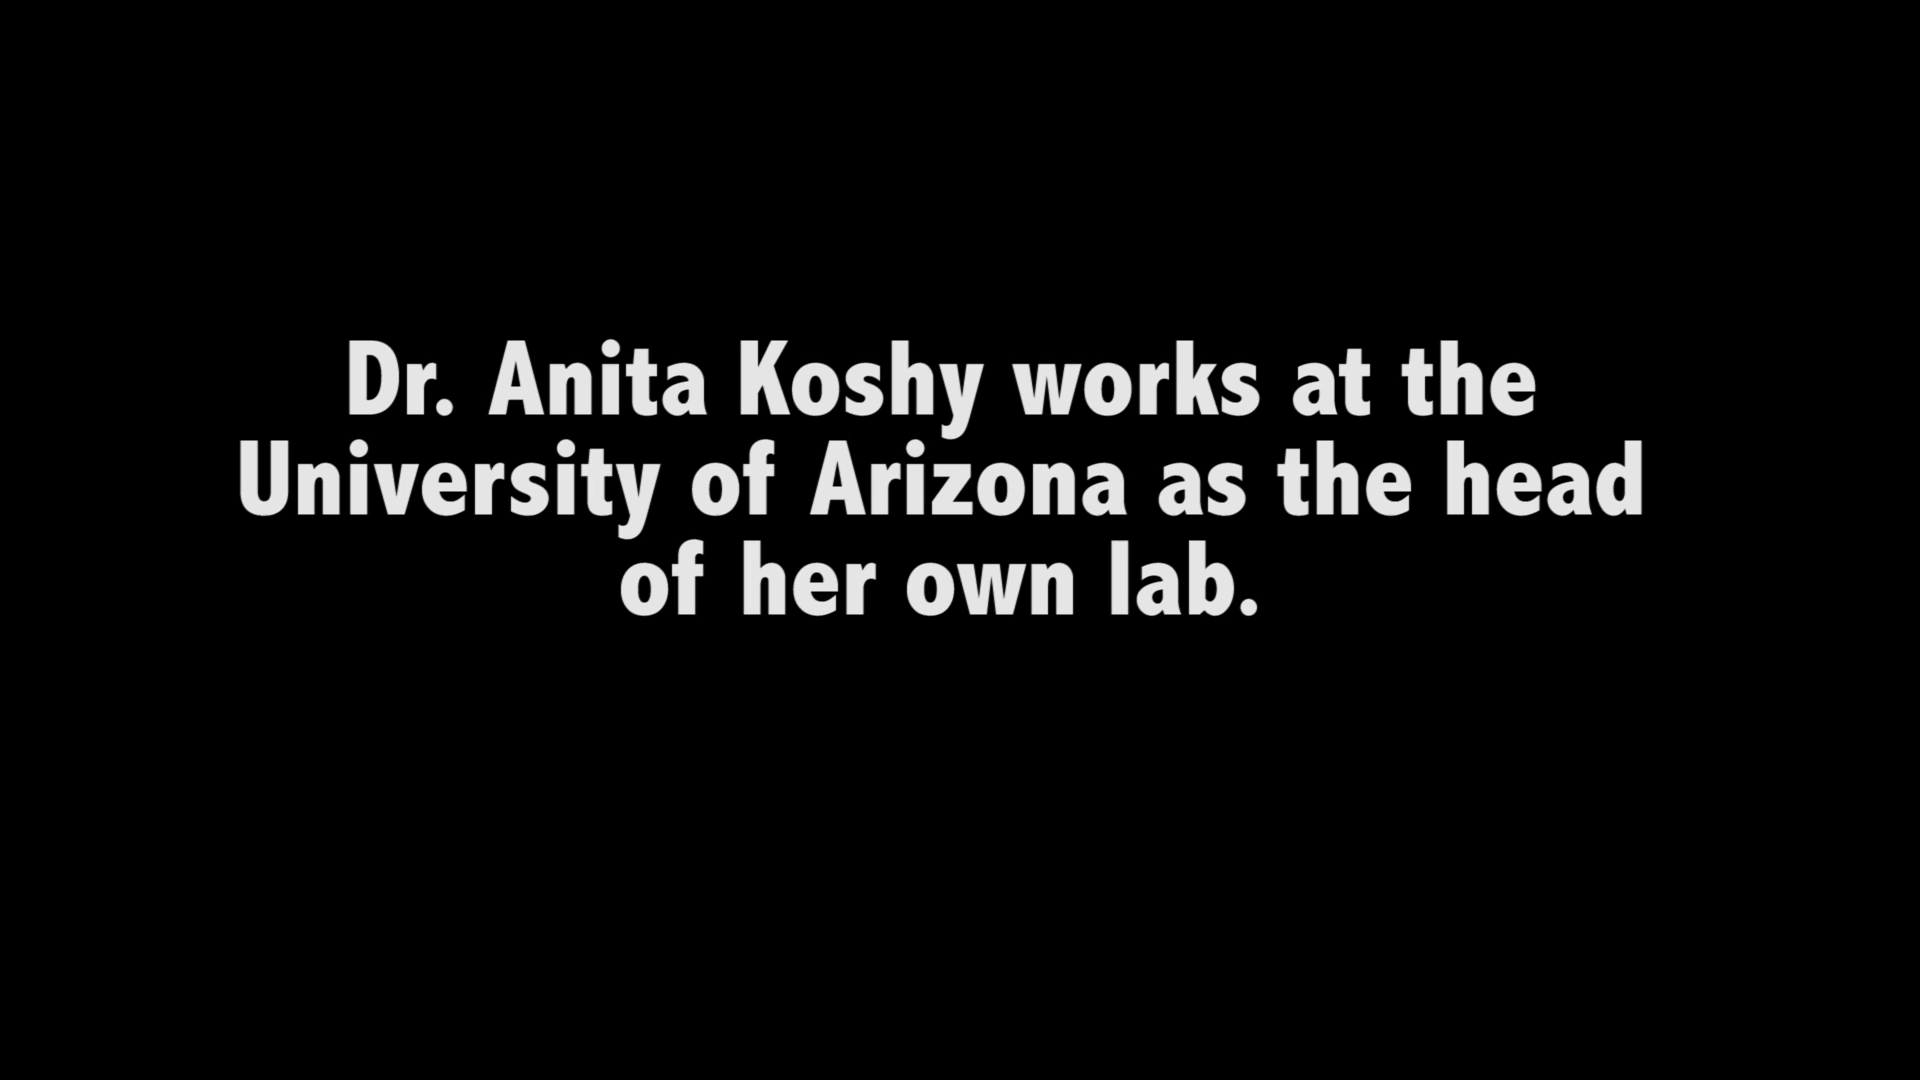 Dr. Anita Koshy works at the
University of Arizona as the head
of her own lab.